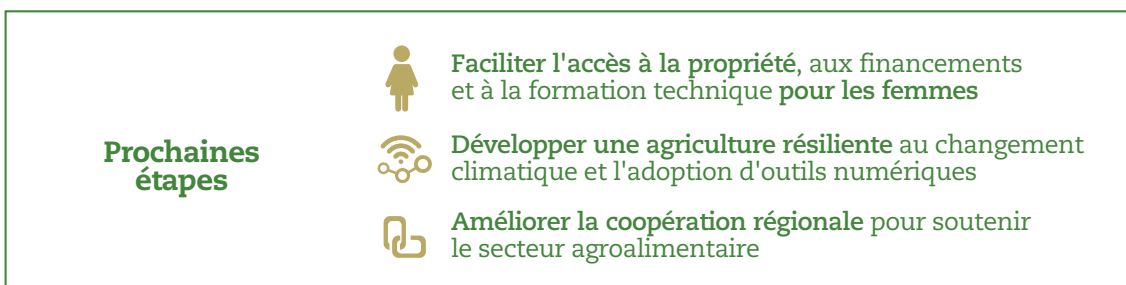 Prochaines
étapes
Faciliter l'accès à la propriété, aux financements
et à la formation technique pour les femmes
Développer une agriculture résiliente au changement
climatique et l'adoption d'outils numériques
Améliorer la coopération régionale pour soutenir
le secteur agroalimentaire